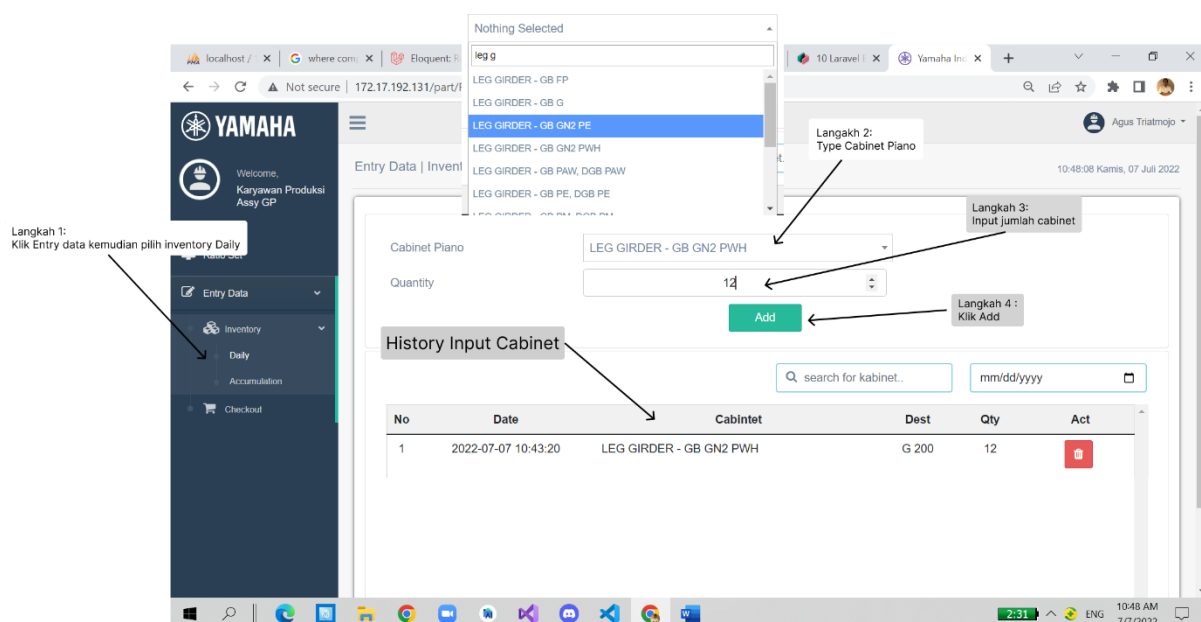 Nothing Selected
leg g
LEG GIRDER - GB FP
LEG GIRDER - GB G
LEG GIRDER - GB GN2 PE
LEG GIRDER - GB GN2 PWH
LEG GIRDER - GB PAW, DGB PAW
LEG GIRDER - GB PE, DGB PE
localhost /
where com
Eloquent: R
10 Laravel E
Yamaha Ind
Not secure
172.17.192.131/part/
YAMAHA
Agus Triatmojo
Welcome,
Karyawan Produksi
Assy GP
Entry Data | Invent
10:48:08 Kamis, 07 Juli 2022
Langakh 2:
Type Cabinet Piano
Langkah 3:
Input jumlah cabinet
Langkah 1:
Klik Entry data kemudian pilih inventory Daily
Ratio Set
Cabinet Piano
LEG GIRDER - GB GN2 PWH
Quantity
12
Entry Data
Langkah 4 :
Klik Add
Add
Inventory
Daily
Accumulation
Checkout
History Input Cabinet
search for kabinet..
mm/dd/yyyy
No Date Cabintet Dest Qty Act
1 2022-07-07 10:43:20 LEG GIRDER - GB GN2 PWH G 200 12
2:31
ENG
10:48 AM
7/7/2022